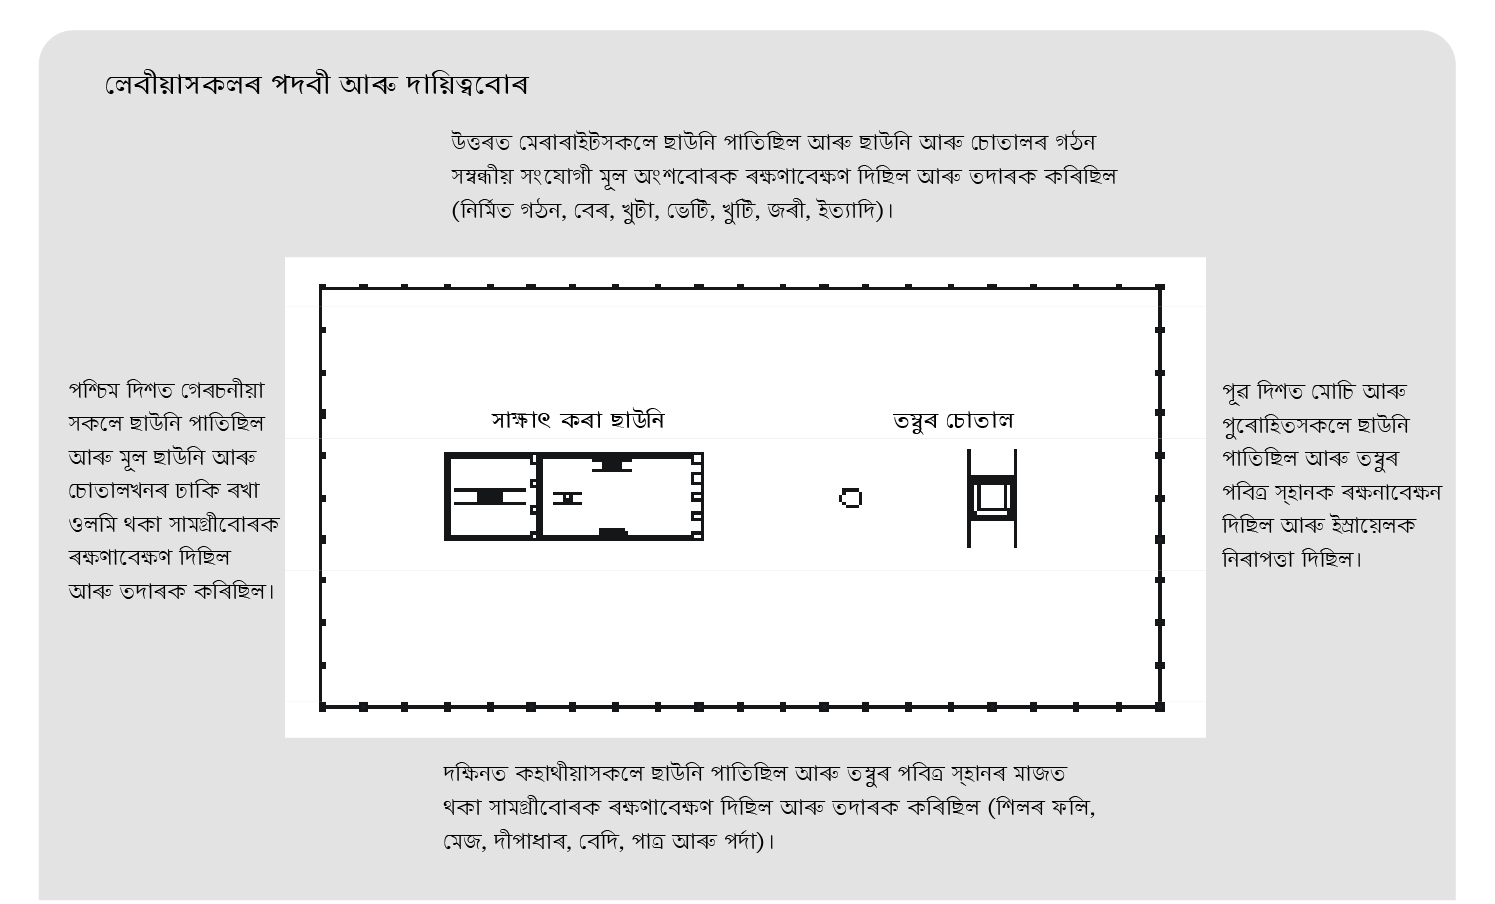 লেবীয়াসকলৰ পদবী আৰু দায়িত্ববোৰ
উত্তৰত মেৰাৰাইটসকলে ছাউনি পাতিছিল আৰু ছাউনি আৰু চোতালৰ গঠন
সম্বন্ধীয় সংযোগী মূল অংশবোৰক ৰক্ষণাবেক্ষণ দিছিল আৰু তদাৰক কৰিছিল
(নিৰ্মিত গঠন, বেৰ, খুটা, ভেটি, খুটি, জৰী, ইত্যাদি)।
পশ্চিম দিশত গেৰচনীয়া
সকলে ছাউনি পাতিছিল
আৰু মূল ছাউনি আৰু
চোতালখনৰ ঢাকি ৰখা
ওলমি থকা সামগ্ৰীবোৰক
ৰক্ষণাবেক্ষণ দিছিল
আৰু তদাৰক কৰিছিল।
সাক্ষাৎ কৰা ছাউনি
তম্বুৰ চোতাল
পূৱ দিশত মোচি আৰু
পুৰোহিতসকলে ছাউনি
পাতিছিল আৰু তম্বুৰ
পবিত্ৰ স্হানক ৰক্ষনাবেক্ষন
দিছিল আৰু ইস্ৰায়েলক
নিৰাপত্তা দিছিল।
দক্ষিনত কহাথীয়াসকলে ছাউনি পাতিছিল আৰু তম্বুৰ পবিত্ৰ স্হানৰ মাজত
থকা সামগ্ৰীবোৰক ৰক্ষণাবেক্ষণ দিছিল আৰু তদাৰক কৰিছিল (শিলৰ ফলি,
মেজ, দীপাধাৰ, বেদি, পাত্ৰ আৰু পৰ্দা)।